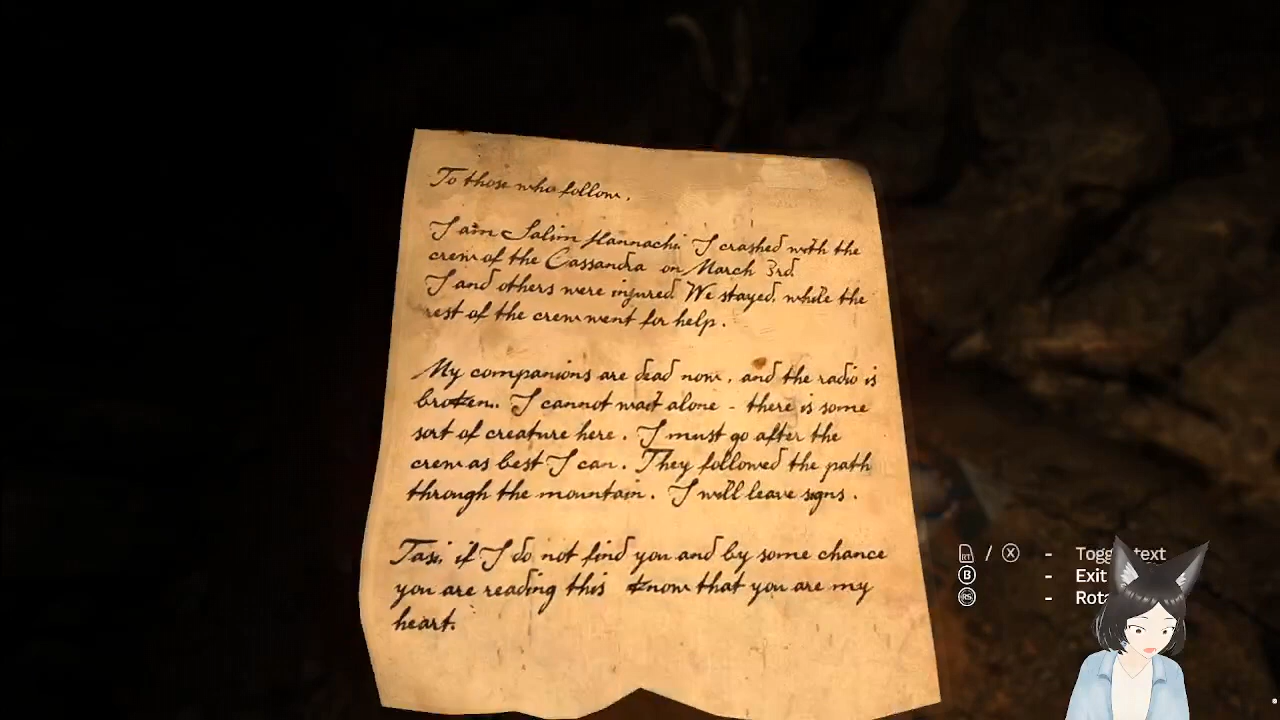 To those who follow,
I am Salim Hannachi. I crashed with the
crew of the Cassandra on March 3rd.
I and others were injured. We stayed, while the
rest of the crew went for help.
My companions are dead now, and the radio is
broken. I cannot wait alone - there is some
sort of creature here. I must go after the
crew as best I can. They followed the path
through the mountain. I will leave signs.
Tasi, if I do not find you and by some chance
you are reading this know that you are my
heart.
RT / X - Toggle text
B - Exit
RS - Rota